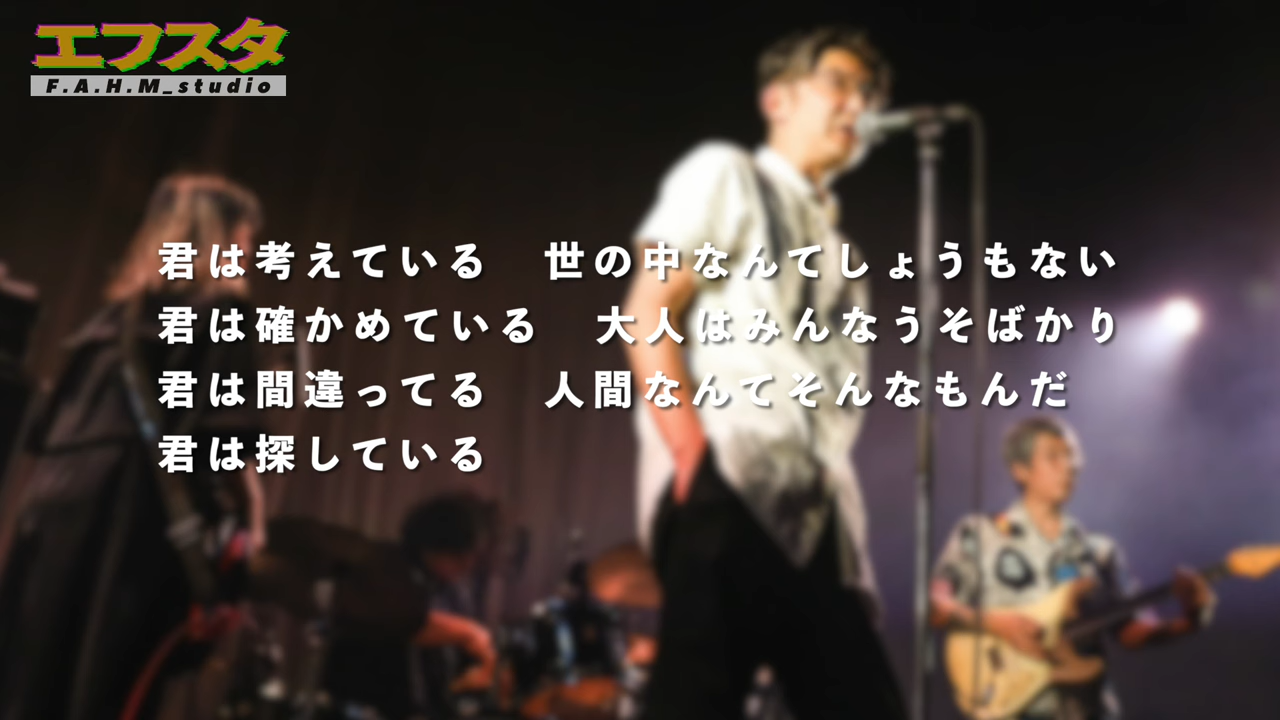 エフスタ
F.A.H.M_studio
君は考えている　世の中なんてしょうもない
君は確かめている　大人はみんなうそばかり
君は間違ってる　人間なんてそんなもんだ
君は探している